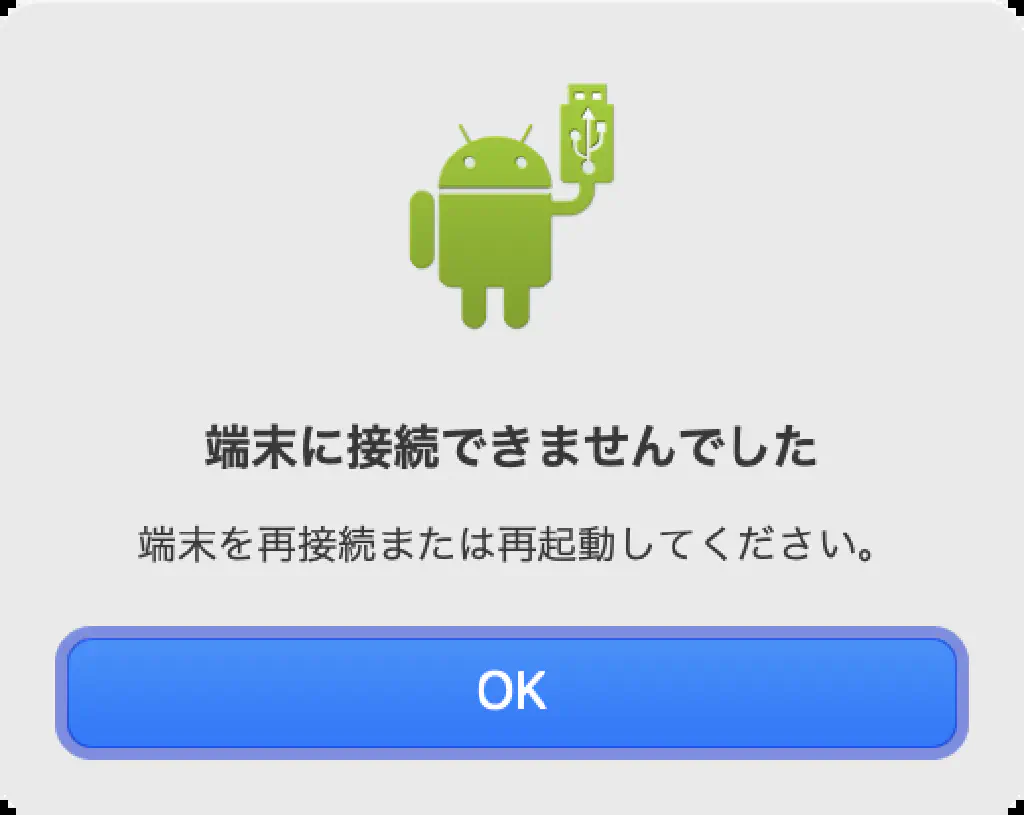 端末に接続できませんでした
端末を再接続または再起動してください。
OK